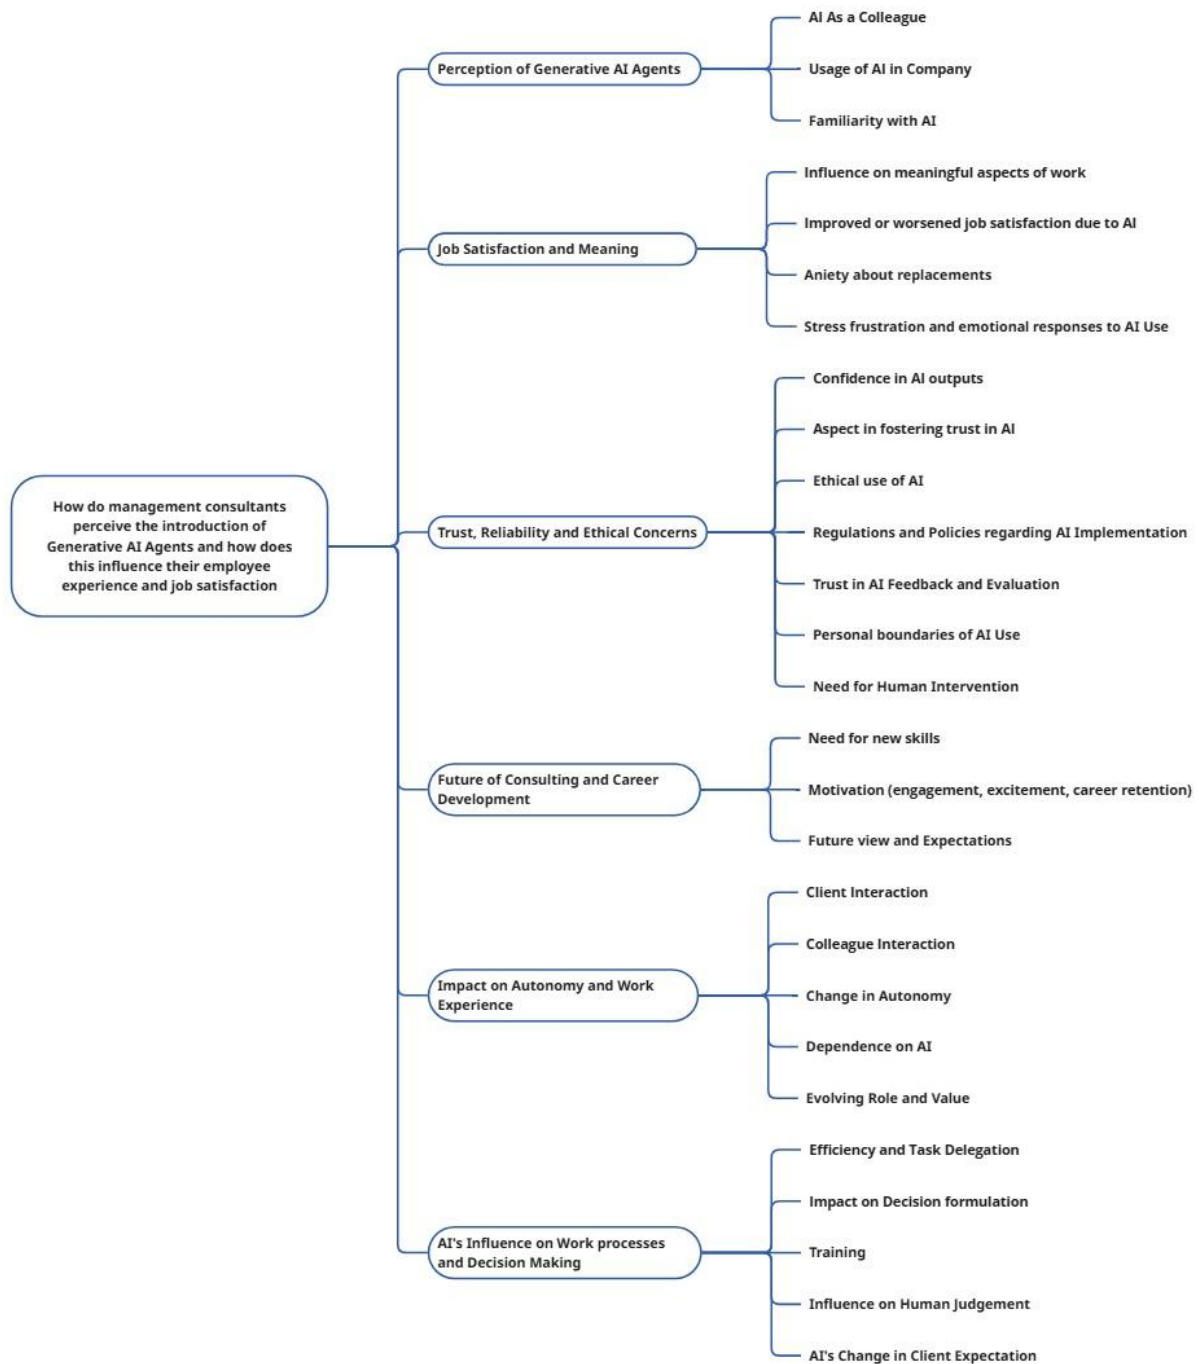 How do management consultants
perceive the introduction of
Generative AI Agents and how does
this influence their employee
experience and job satisfaction
Perception of Generative AI Agents
AI As a Colleague
Usage of AI in Company
Familiarity with AI
Job Satisfaction and Meaning
Influence on meaningful aspects of work
Improved or worsened job satisfaction due to AI
Aniety about replacements
Stress frustration and emotional responses to AI Use
Trust, Reliability and Ethical Concerns
Confidence in AI outputs
Aspect in fostering trust in AI
Ethical use of AI
Regulations and Policies regarding AI Implementation
Trust in AI Feedback and Evaluation
Personal boundaries of AI Use
Need for Human Intervention
Future of Consulting and Career
Development
Need for new skills
Motivation (engagement, excitement, career retention)
Future view and Expectations
Impact on Autonomy and Work
Experience
Client Interaction
Colleague Interaction
Change in Autonomy
Dependence on AI
Evolving Role and Value
AI's Influence on Work processes
and Decision Making
Efficiency and Task Delegation
Impact on Decision formulation
Training
Influence on Human Judgement
AI's Change in Client Expectation